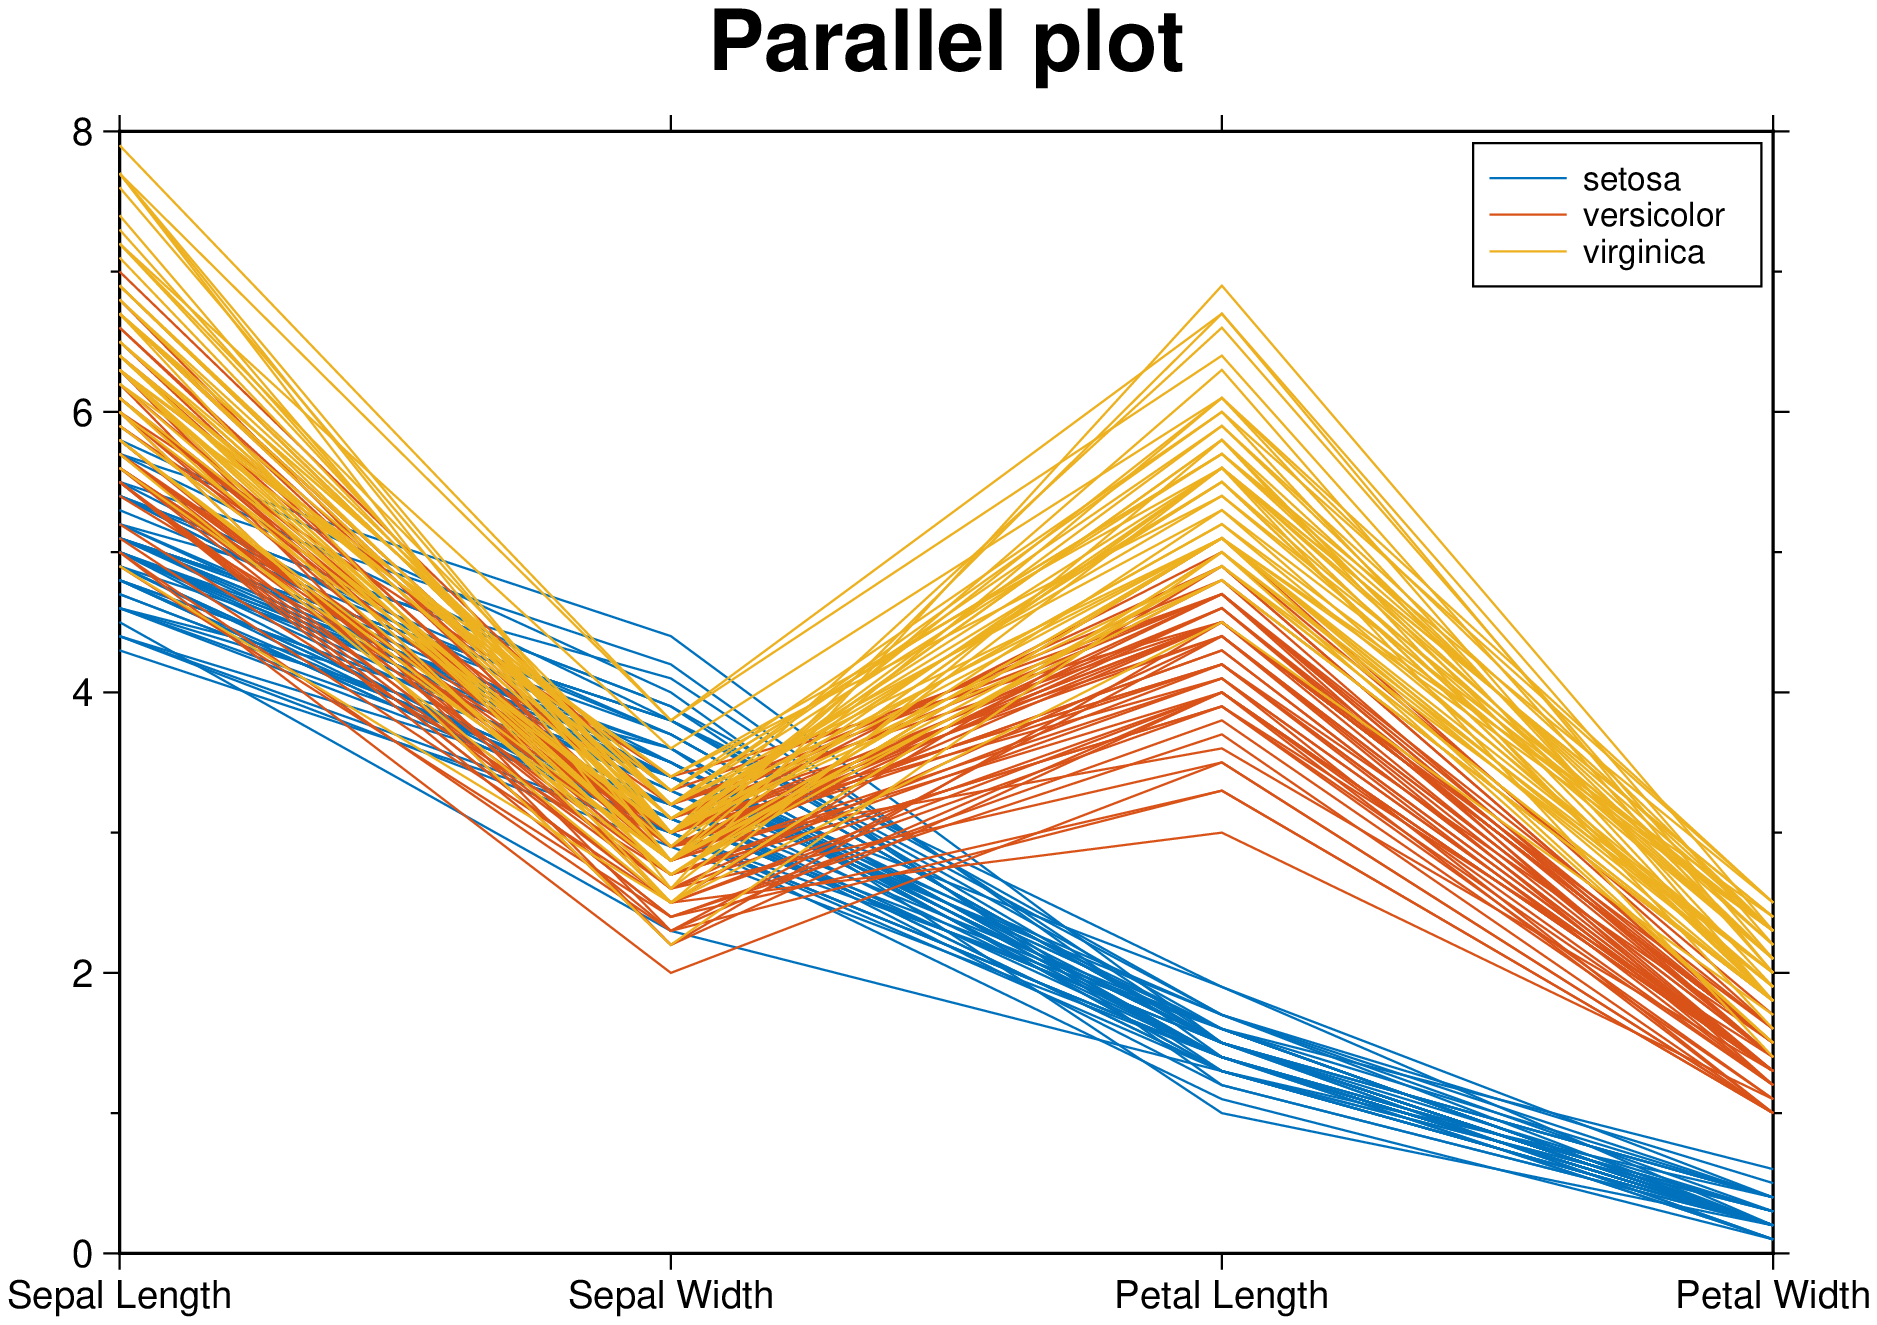 Parallel plot
8
6
4
2
0
setosa
versicolor
virginica
Sepal Length
Sepal Width
Petal Length
Petal Width